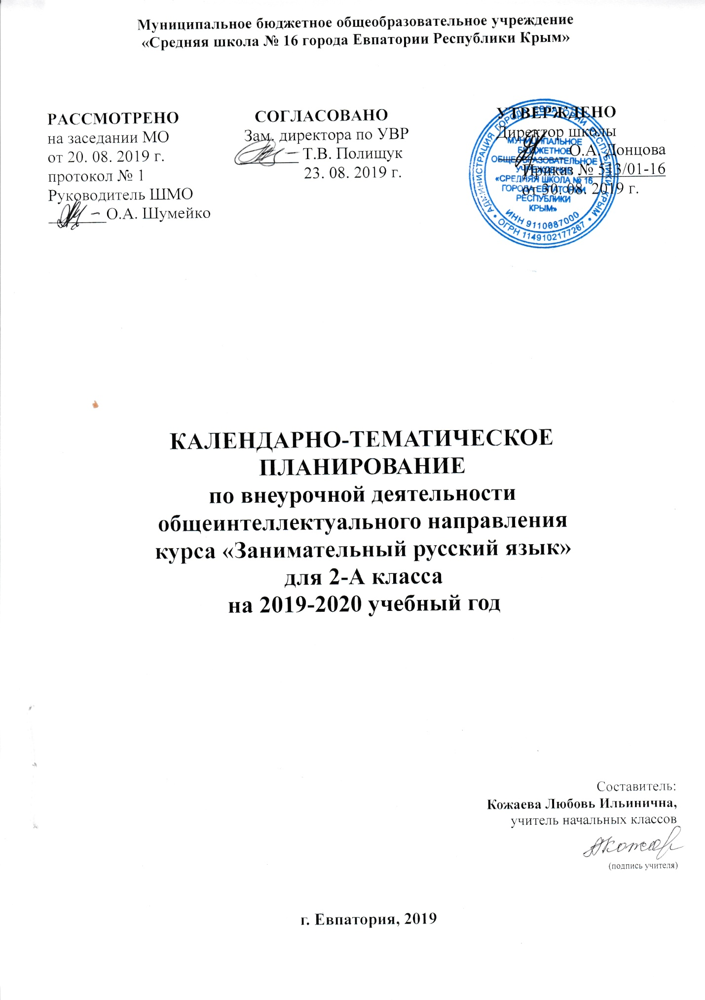 Муниципальное бюджетное общеобразовательное учреждение
«Средняя школа № 16 города Евпатории Республики Крым»
РАССМОТРЕНО
на заседании МО
от 20. 08. 2019 г.
протокол № 1
Руководитель ШМО
О.А. Шумейко
СОГЛАСОВАНО
Зам. директора по УВР
Т.В. Полищук
23. 08. 2019 г.
УТВЕРЖДЕНО
Директор школы
О.А. Донцова
Приказ № 513/01-16
от 30. 08. 2019 г.
АДМИНИСТРАЦИЯ ГОРОДА ЕВПАТОРИИ РЕСПУБЛИКИ КРЫМ
МУНИЦИПАЛЬНОЕ
БЮДЖЕТНОЕ
ОБЩЕОБРАЗОВАТЕЛЬНОЕ
УЧРЕЖДЕНИЕ
«СРЕДНЯЯ ШКОЛА № 16
ГОРОДА ЕВПАТОРИИ
РЕСПУБЛИКИ
КРЫМ»
ИНН 9110087000
ОГРН 1149102177267
КАЛЕНДАРНО-ТЕМАТИЧЕСКОЕ
ПЛАНИРОВАНИЕ
по внеурочной деятельности
общеинтеллектуального направления
курса «Занимательный русский язык»
для 2-А класса
на 2019-2020 учебный год
Составитель:
Кожаева Любовь Ильинична,
учитель начальных классов
(подпись учителя)
г. Евпатория, 2019